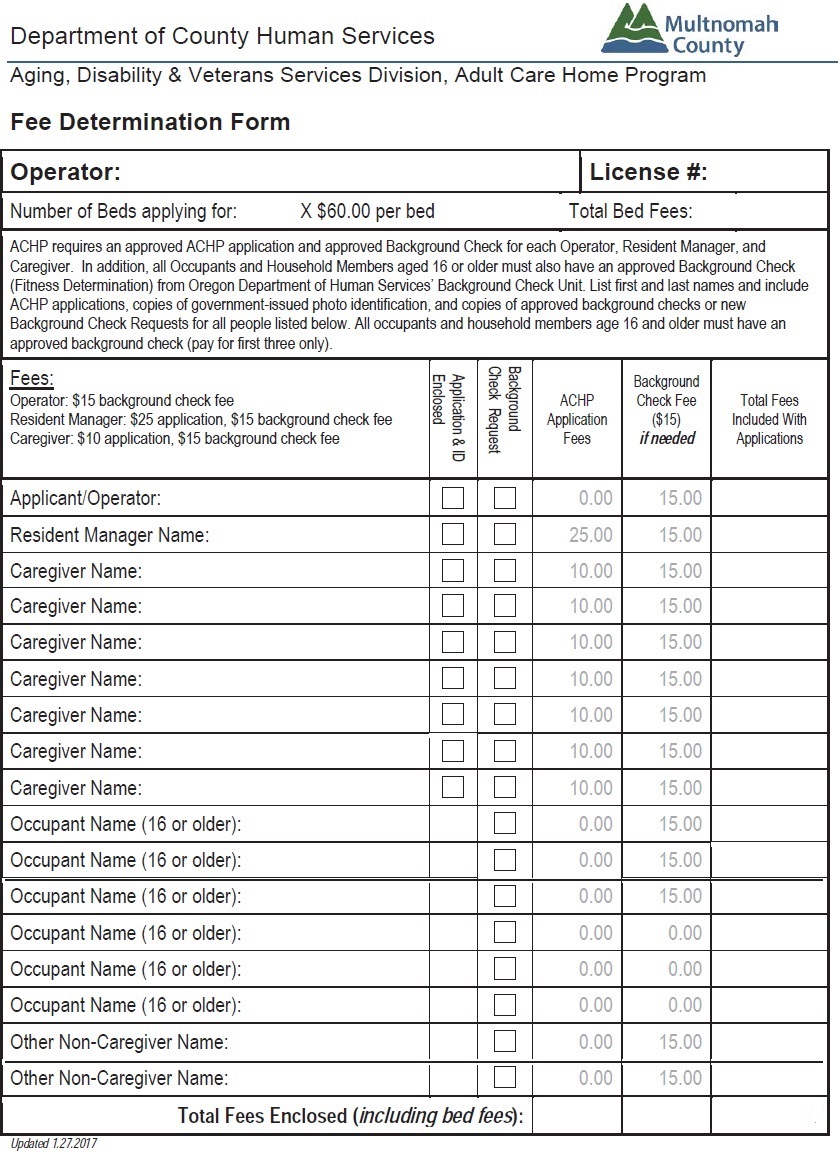 Department of County Human Services
Multnomah
County
Aging, Disability & Veterans Services Division, Adult Care Home Program
Fee Determination Form
Operator: License #:
Number of Beds applying for: X $60.00 per bed Total Bed Fees:
ACHP requires an approved ACHP application and approved Background Check for each Operator, Resident Manager, and
Caregiver. In addition, all Occupants and Household Members aged 16 or older must also have an approved Background Check
(Fitness Determination) from Oregon Department of Human Services' Background Check Unit. List first and last names and include
ACHP applications, copies of government-issued photo identification, and copies of approved background checks or new
Background Check Requests for all people listed below. All occupants and household members age 16 and older must have an
approved background check (pay for first three only).
Fees:
Operator: $15 background check fee
Resident Manager: $25 application, $15 background check fee
Caregiver: $10 application, $15 background check fee
Application & ID
Enclosed
Background
Check Request
ACHP
Application
Fees
Background
Check Fee
($15)
if needed
Total Fees
Included With
Applications
Applicant/Operator: 0.00 15.00
Resident Manager Name: 25.00 15.00
Caregiver Name: 10.00 15.00
Caregiver Name: 10.00 15.00
Caregiver Name: 10.00 15.00
Caregiver Name: 10.00 15.00
Caregiver Name: 10.00 15.00
Caregiver Name: 10.00 15.00
Caregiver Name: 10.00 15.00
Occupant Name (16 or older): 0.00 15.00
Occupant Name (16 or older): 0.00 15.00
Occupant Name (16 or older): 0.00 15.00
Occupant Name (16 or older): 0.00 0.00
Occupant Name (16 or older): 0.00 0.00
Occupant Name (16 or older): 0.00 0.00
Other Non-Caregiver Name: 0.00 15.00
Other Non-Caregiver Name: 0.00 15.00
Total Fees Enclosed (including bed fees):
Updated 1.27.2017